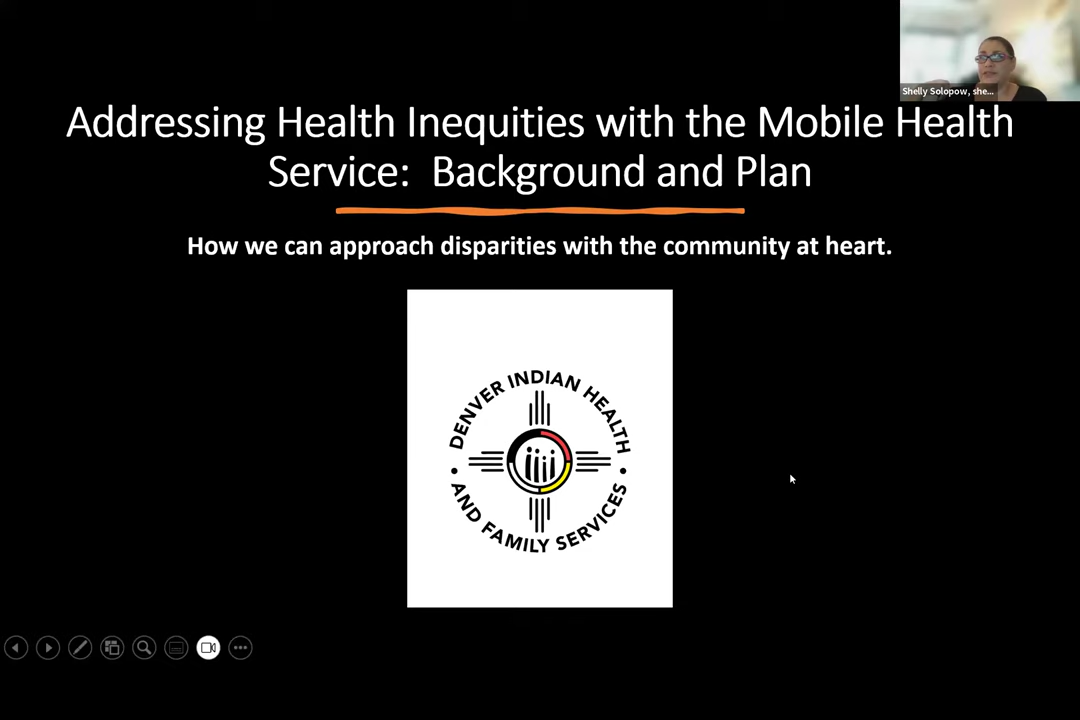 Shelly Solopow, she...
Addressing Health Inequities with the Mobile Health
Service:  Background and Plan
How we can approach disparities with the community at heart.
DENVER INDIAN HEALTH
• AND FAMILY SERVICES •